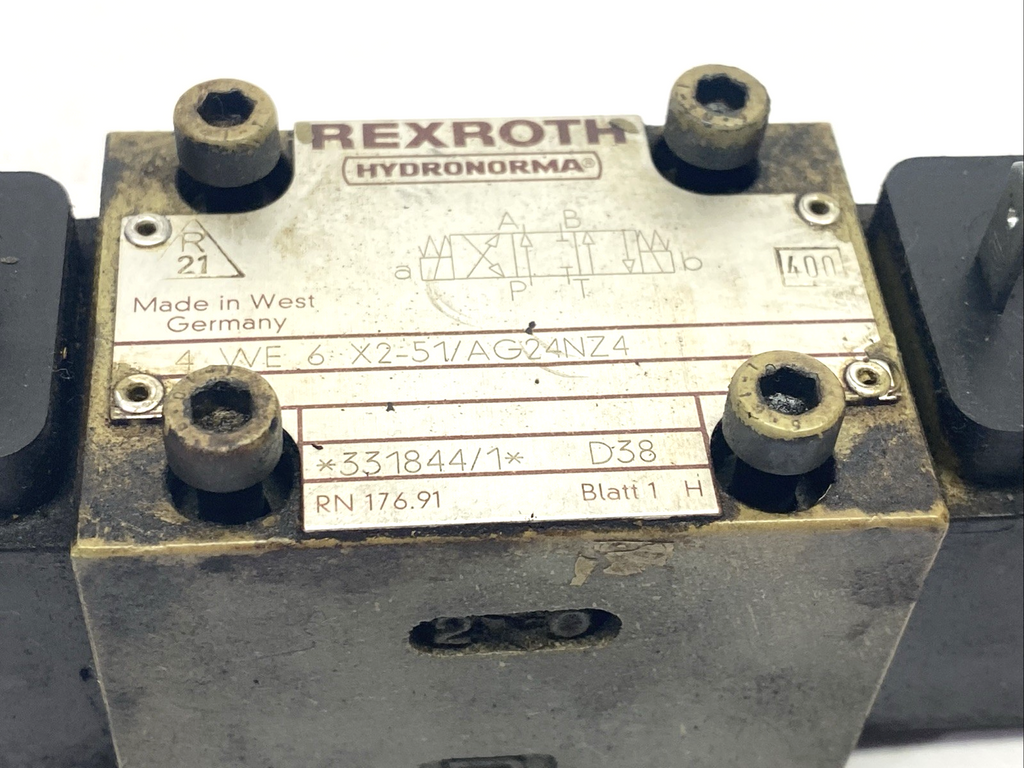 REXROTH
HYDRONORMA®
R
21
A B
a b
P T
400
Made in West
Germany
4 WE 6 X2-51/AG24NZ4
*331844/1* D38
RN 176.91 Blatt 1 H